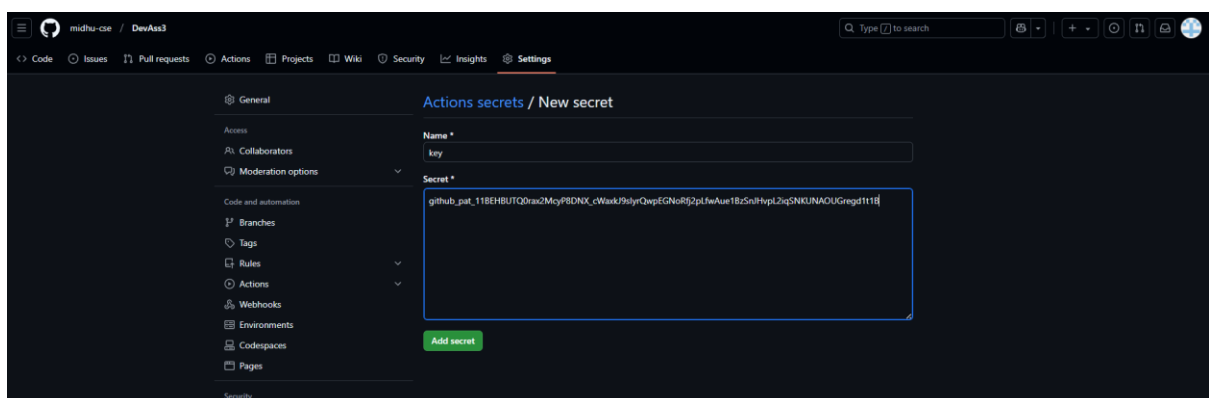 midhu-cse / DevAss3
Type / to search
Code
Issues
Pull requests
Actions
Projects
Wiki
Security
Insights
Settings
General
Access
Collaborators
Moderation options
Code and automation
Branches
Tags
Rules
Actions
Webhooks
Environments
Codespaces
Pages
Security
Actions secrets / New secret
Name *
key
Secret *
Add secret